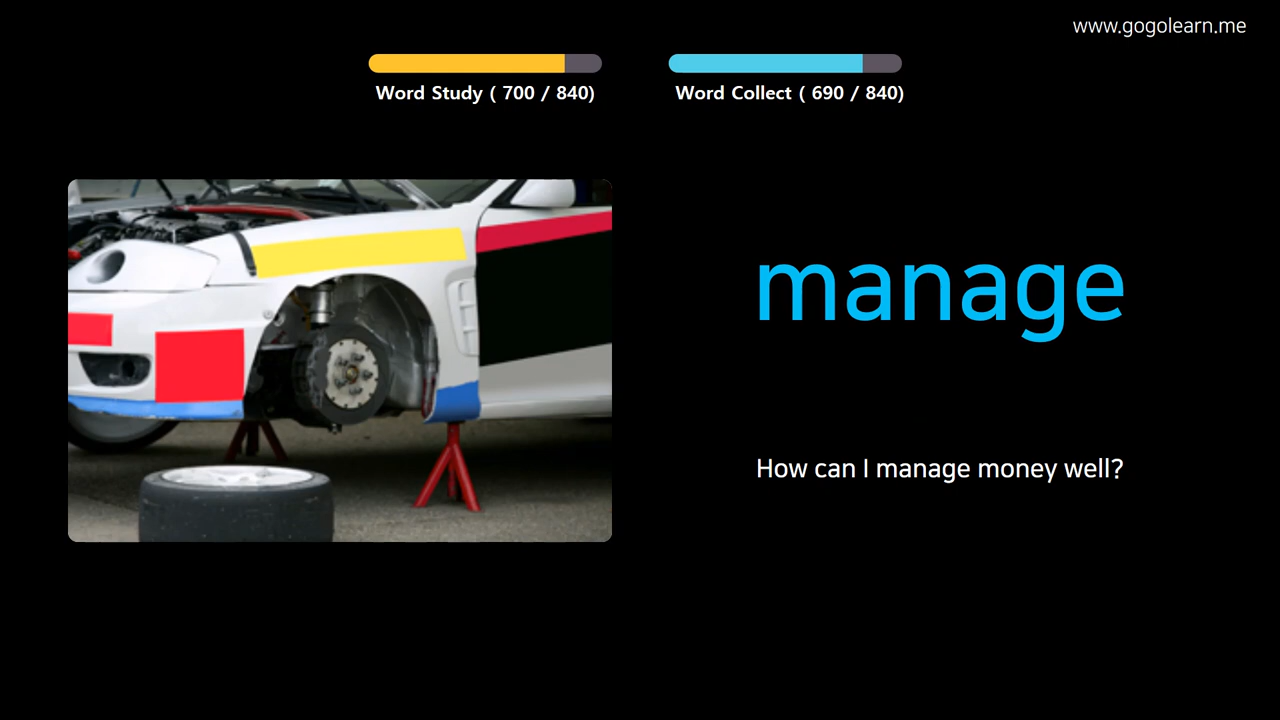 www.gogolearn.me
Word Study ( 700 / 840)
Word Collect ( 690 / 840)
manage
How can I manage money well?